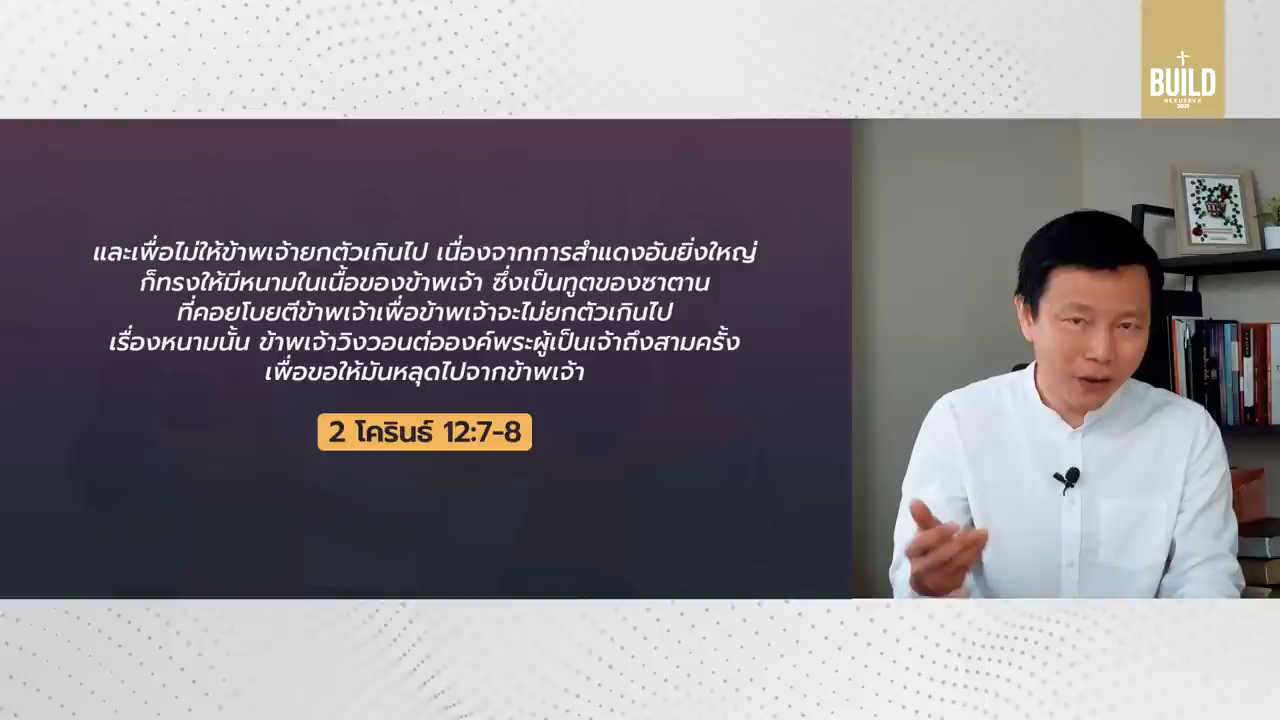 BUILD
NEXUSBKK
2021
และเพื่อไม่ให้ข้าพเจ้ายกตัวเกินไป เนื่องจากการสำแดงอันยิ่งใหญ่
ก็ทรงให้มีหนามในเนื้อของข้าพเจ้า ซึ่งเป็นทูตของซาตาน
ที่คอยโบยตีข้าพเจ้าเพื่อข้าพเจ้าจะไม่ยกตัวเกินไป
เรื่องหนามนั้น ข้าพเจ้าวิงวอนต่อองค์พระผู้เป็นเจ้าถึงสามครั้ง
เพื่อขอให้มันหลุดไปจากข้าพเจ้า
2 โครินธ์ 12:7-8